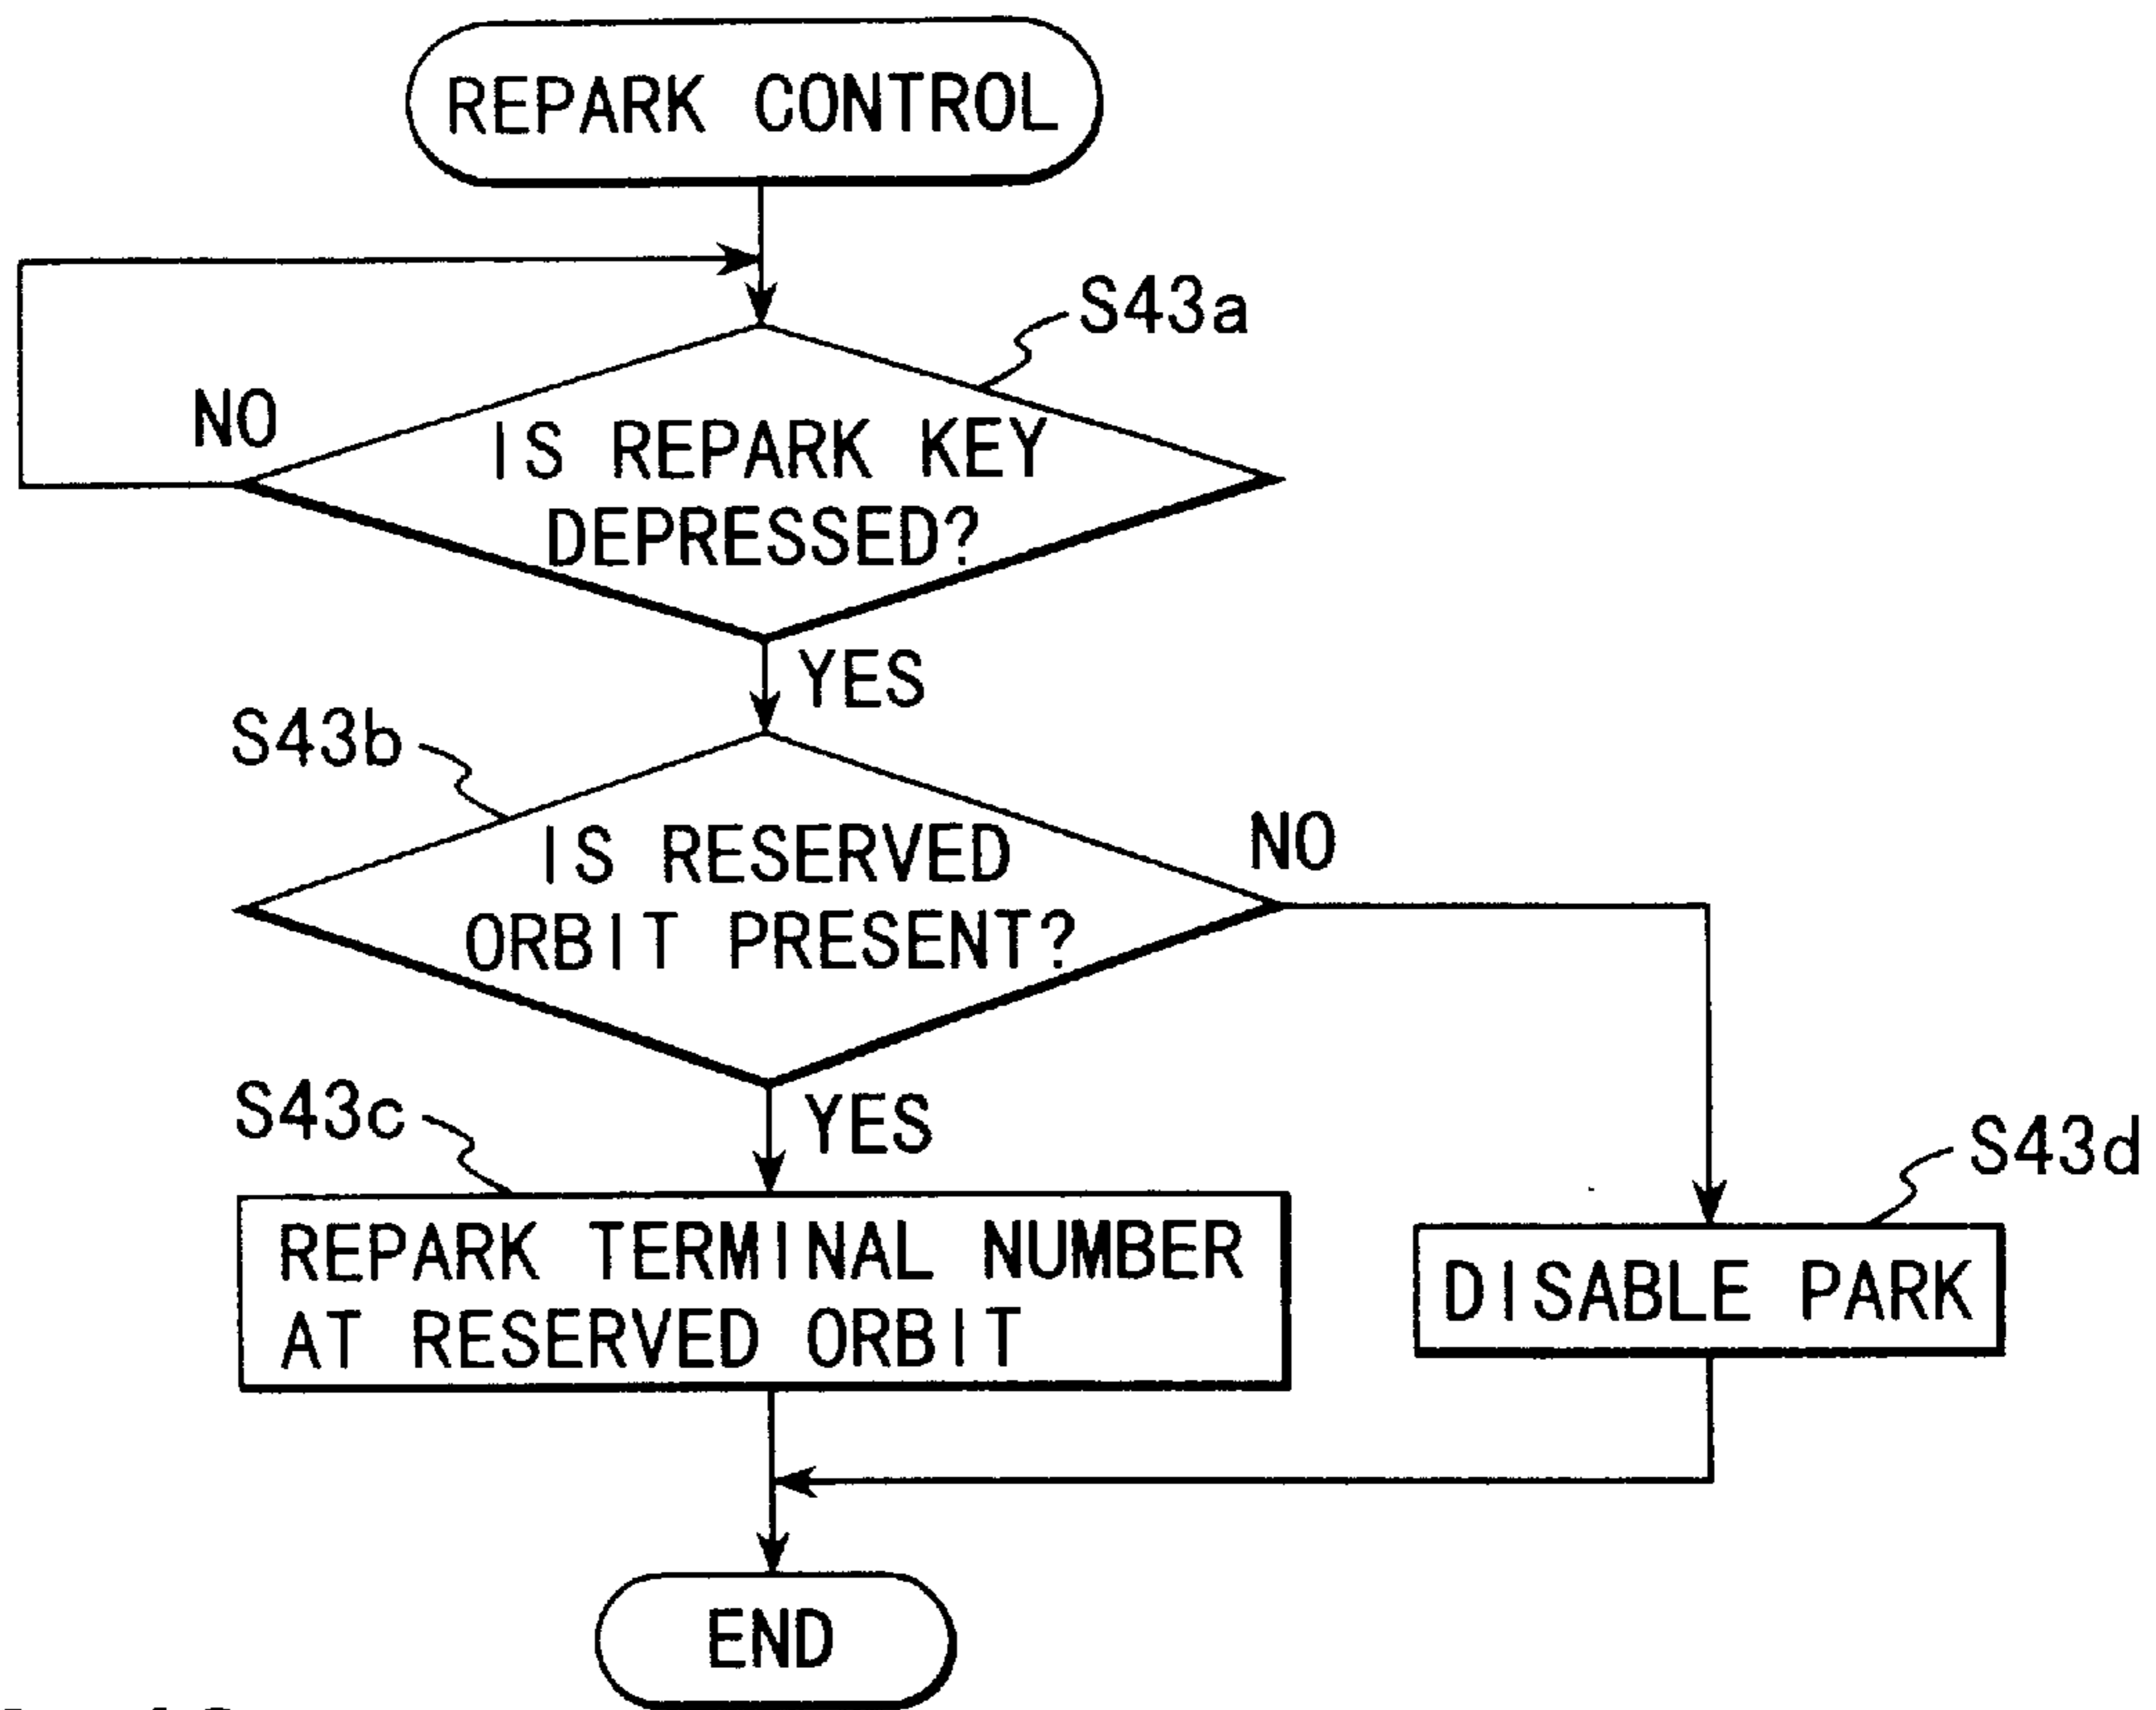 REPARK CONTROL
S43a
NO
IS REPARK KEY
DEPRESSED?
YES
S43b
NO
IS RESERVED
ORBIT PRESENT?
YES
S43c
S43d
REPARK TERMINAL NUMBER
AT RESERVED ORBIT
DISABLE PARK
END